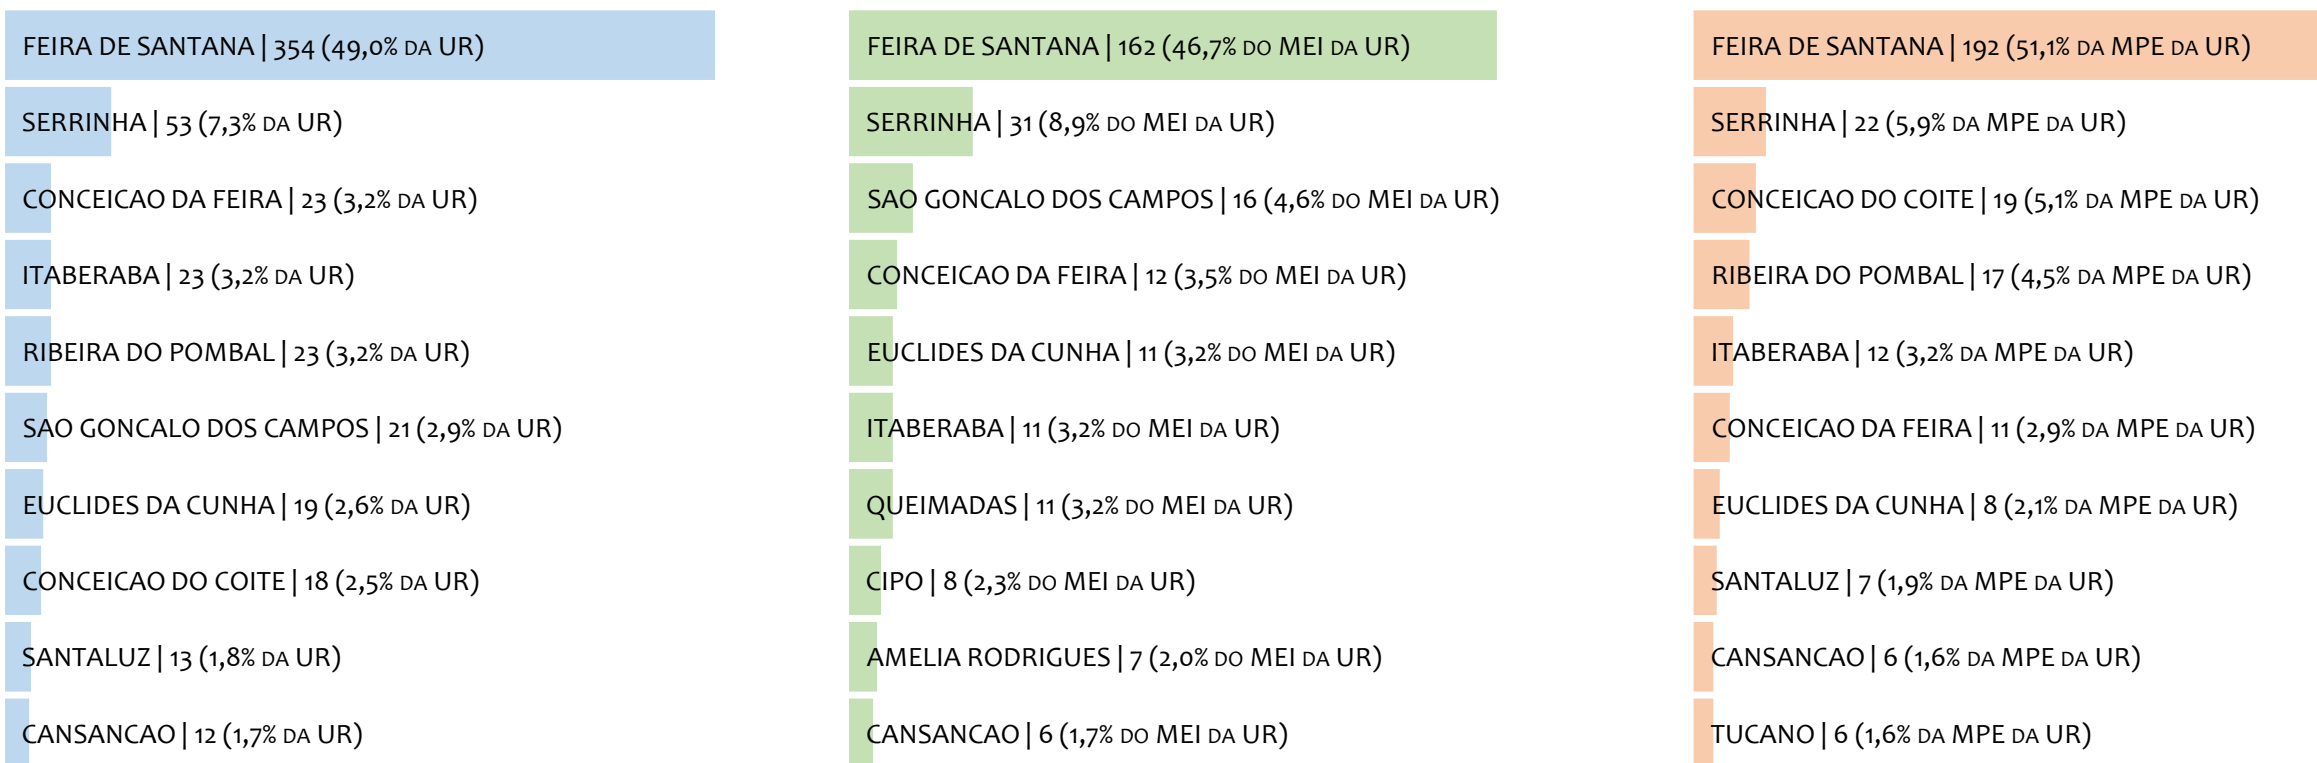 FEIRA DE SANTANA | 354 (49,0% DA UR)
SERRINHA | 53 (7,3% DA UR)
CONCEICAO DA FEIRA | 23 (3,2% DA UR)
ITABERABA | 23 (3,2% DA UR)
RIBEIRA DO POMBAL | 23 (3,2% DA UR)
SAO GONCALO DOS CAMPOS | 21 (2,9% DA UR)
EUCLIDES DA CUNHA | 19 (2,6% DA UR)
CONCEICAO DO COITE | 18 (2,5% DA UR)
SANTALUZ | 13 (1,8% DA UR)
CANSANCAO | 12 (1,7% DA UR)
FEIRA DE SANTANA | 162 (46,7% DO MEI DA UR)
SERRINHA | 31 (8,9% DO MEI DA UR)
SAO GONCALO DOS CAMPOS | 16 (4,6% DO MEI DA UR)
CONCEICAO DA FEIRA | 12 (3,5% DO MEI DA UR)
EUCLIDES DA CUNHA | 11 (3,2% DO MEI DA UR)
ITABERABA | 11 (3,2% DO MEI DA UR)
QUEIMADAS | 11 (3,2% DO MEI DA UR)
CIPO | 8 (2,3% DO MEI DA UR)
AMELIA RODRIGUES | 7 (2,0% DO MEI DA UR)
CANSANCAO | 6 (1,7% DO MEI DA UR)
FEIRA DE SANTANA | 192 (51,1% DA MPE DA UR)
SERRINHA | 22 (5,9% DA MPE DA UR)
CONCEICAO DO COITE | 19 (5,1% DA MPE DA UR)
RIBEIRA DO POMBAL | 17 (4,5% DA MPE DA UR)
ITABERABA | 12 (3,2% DA MPE DA UR)
CONCEICAO DA FEIRA | 11 (2,9% DA MPE DA UR)
EUCLIDES DA CUNHA | 8 (2,1% DA MPE DA UR)
SANTALUZ | 7 (1,9% DA MPE DA UR)
CANSANCAO | 6 (1,6% DA MPE DA UR)
TUCANO | 6 (1,6% DA MPE DA UR)